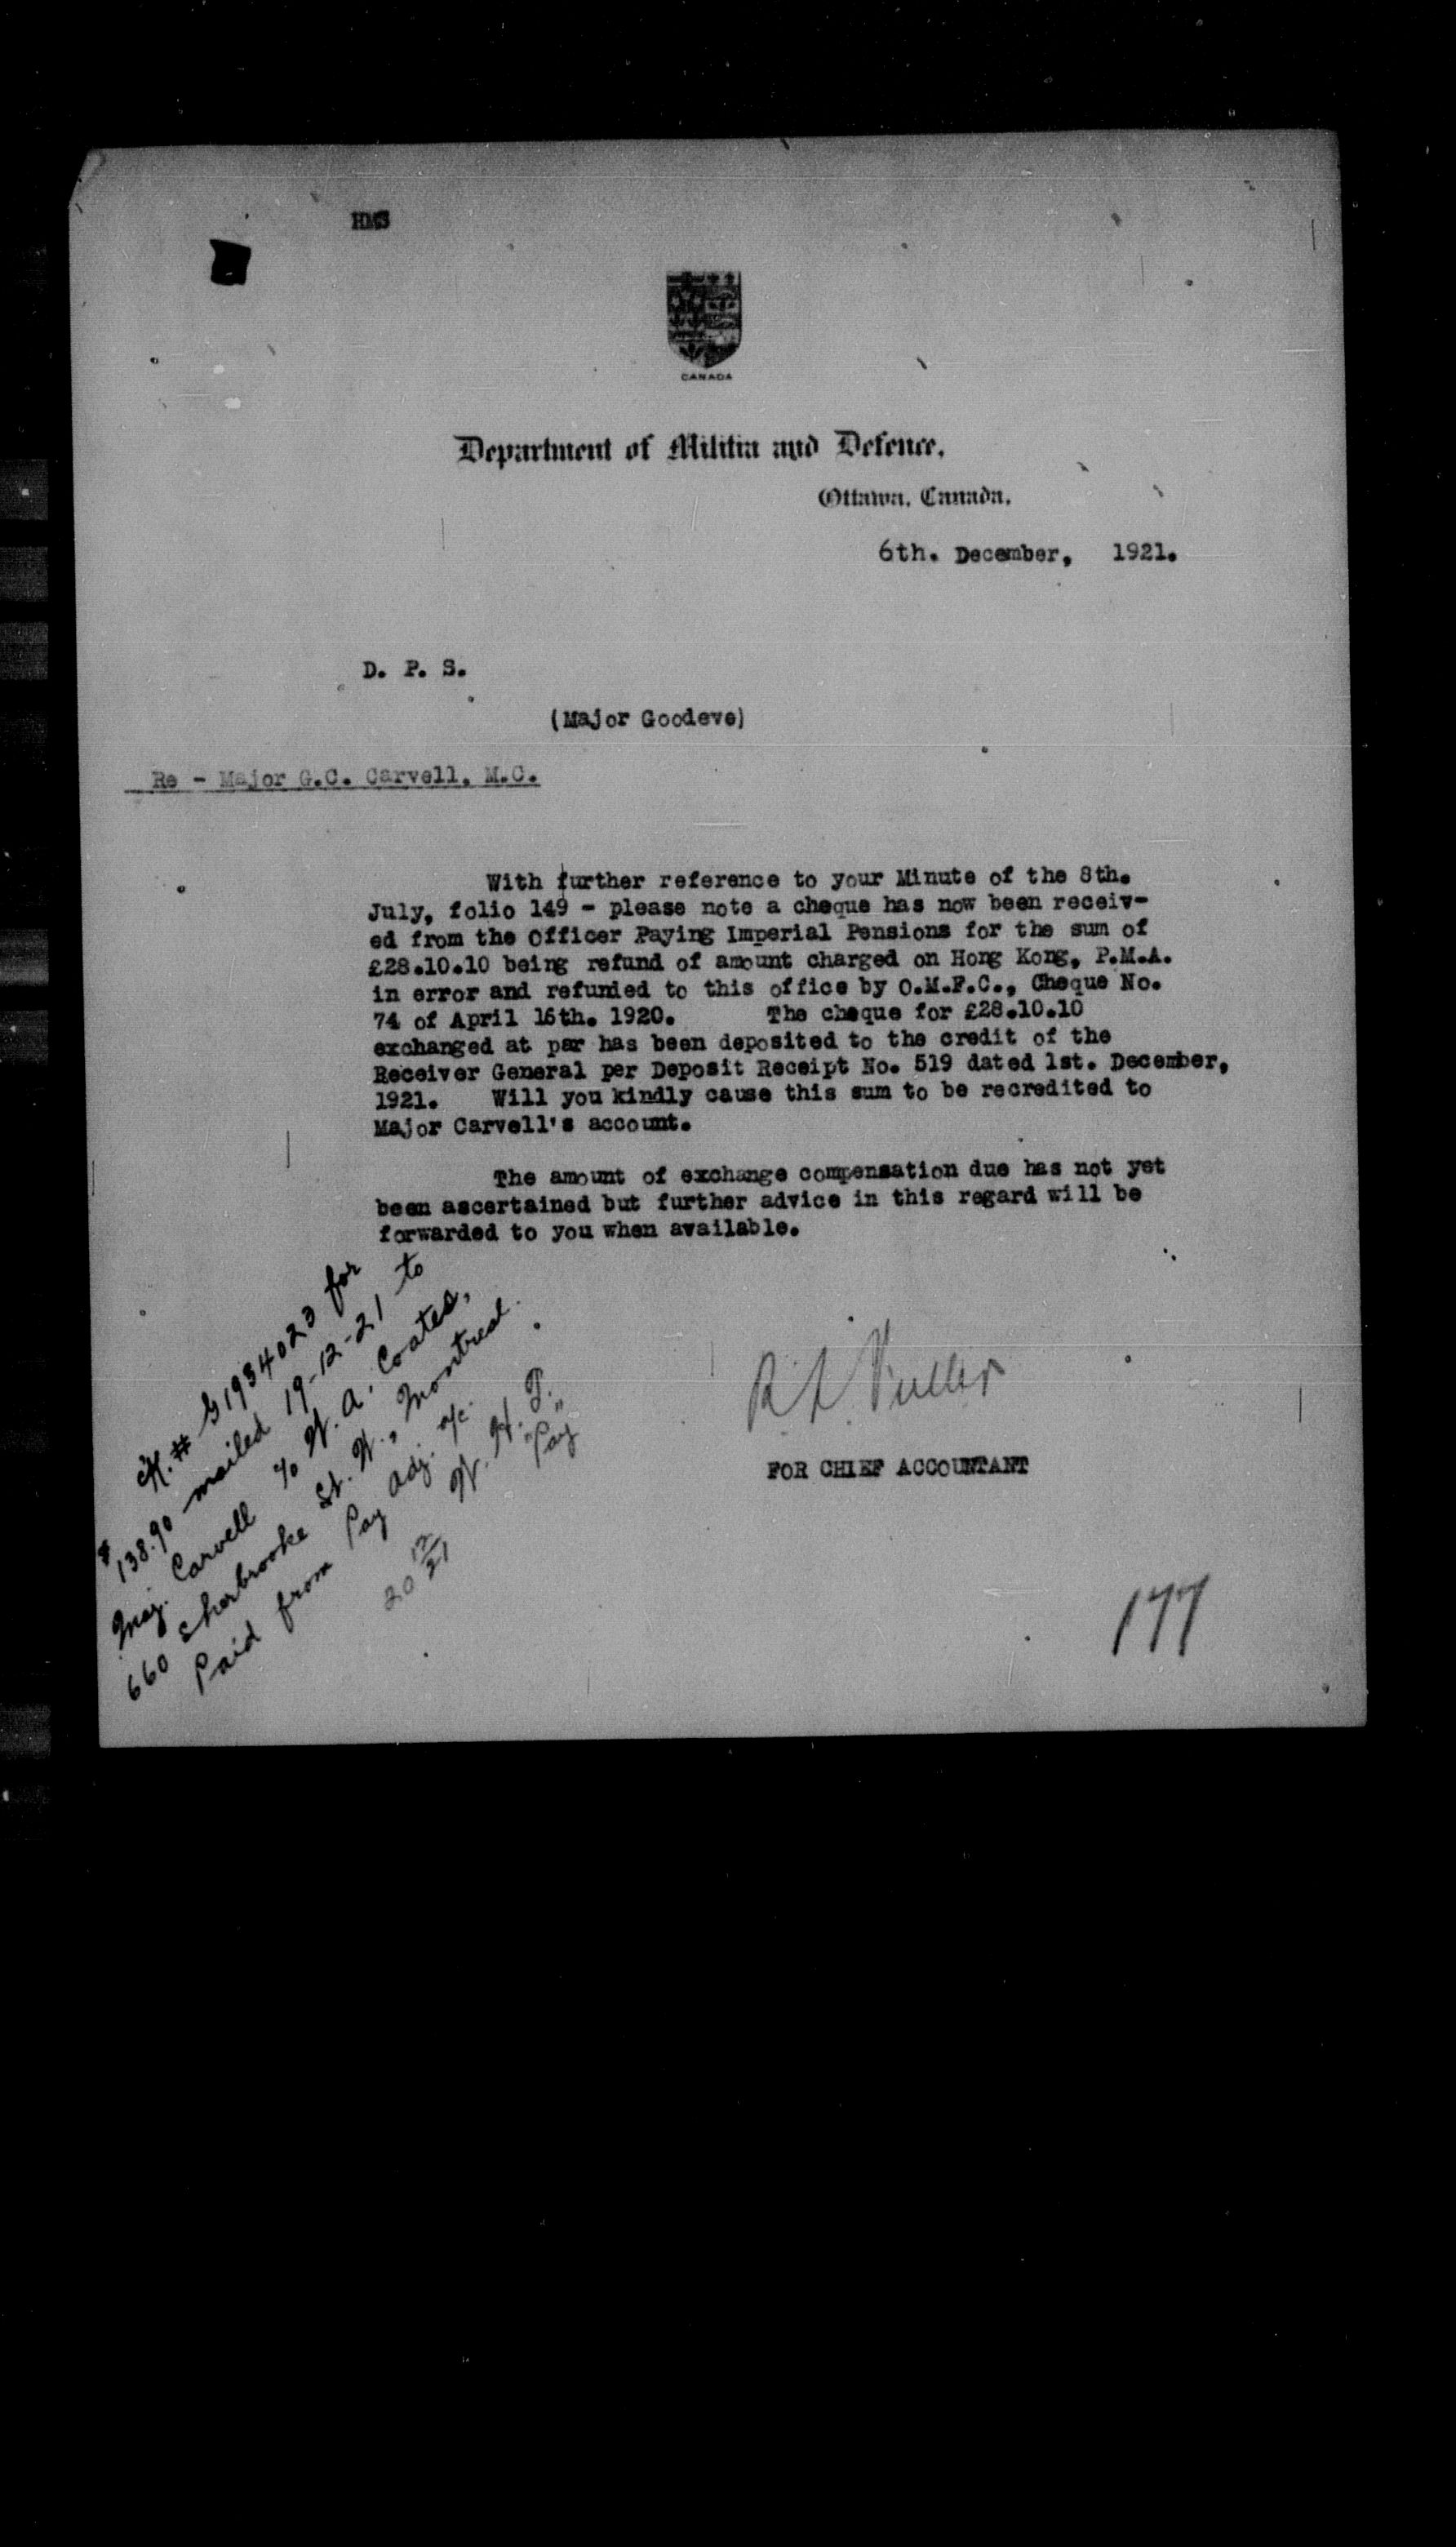 HMS
CANADA
Department of Militia and Defence,
Ottawa, Canada,
6th. December, 1921.
D. P. S.
(Major Goodeve)
Re - Major G.C. Carvell, M.C.
With further reference to your Minute of the 8th.
July, folio 149 - please note a cheque has now been receiv-
ed from the Officer Paying Imperial Pensions for the sum of
£28.10.10 being refund of amount charged on Hong Kong, P.M.A.
in error and refunded to this office by O.M.F.C., Cheque No.
74 of April 16th. 1920. The cheque for £28.10.10
exchanged at par has been deposited to the credit of the
Receiver General per Deposit Receipt No. 519 dated 1st. December,
1921. Will you kindly cause this sum to be recredited to
Major Carvell's account.
The amount of exchange compensation due has not yet
been ascertained but further advice in this regard will be
forwarded to you when available.
FOR CHIEF ACCOUNTANT
# G1934023 for
$138.90 mailed 19-12-21 to
Maj. Carvell c/o W. A. Coates,
660 Sherbrooke St. W., Montreal.
Paid from Pay Adj. a/c.
W. H. P.
"Pay"
20 12/21
177